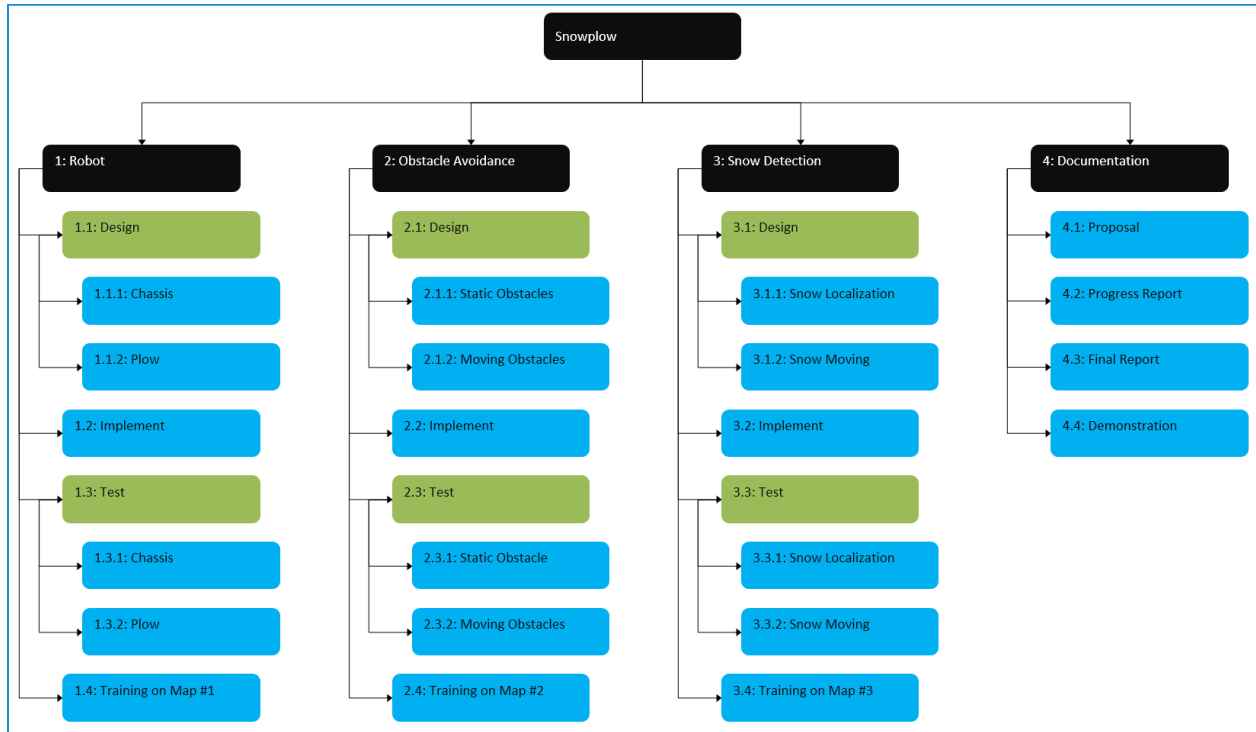 Snowplow
1: Robot
1.1: Design
1.1.1: Chassis
1.1.2: Plow
1.2: Implement
1.3: Test
1.3.1: Chassis
1.3.2: Plow
1.4: Training on Map #1
2: Obstacle Avoidance
2.1: Design
2.1.1: Static Obstacles
2.1.2: Moving Obstacles
2.2: Implement
2.3: Test
2.3.1: Static Obstacle
2.3.2: Moving Obstacles
2.4: Training on Map #2
3: Snow Detection
3.1: Design
3.1.1: Snow Localization
3.1.2: Snow Moving
3.2: Implement
3.3: Test
3.3.1: Snow Localization
3.3.2: Snow Moving
3.4: Training on Map #3
4: Documentation
4.1: Proposal
4.2: Progress Report
4.3: Final Report
4.4: Demonstration